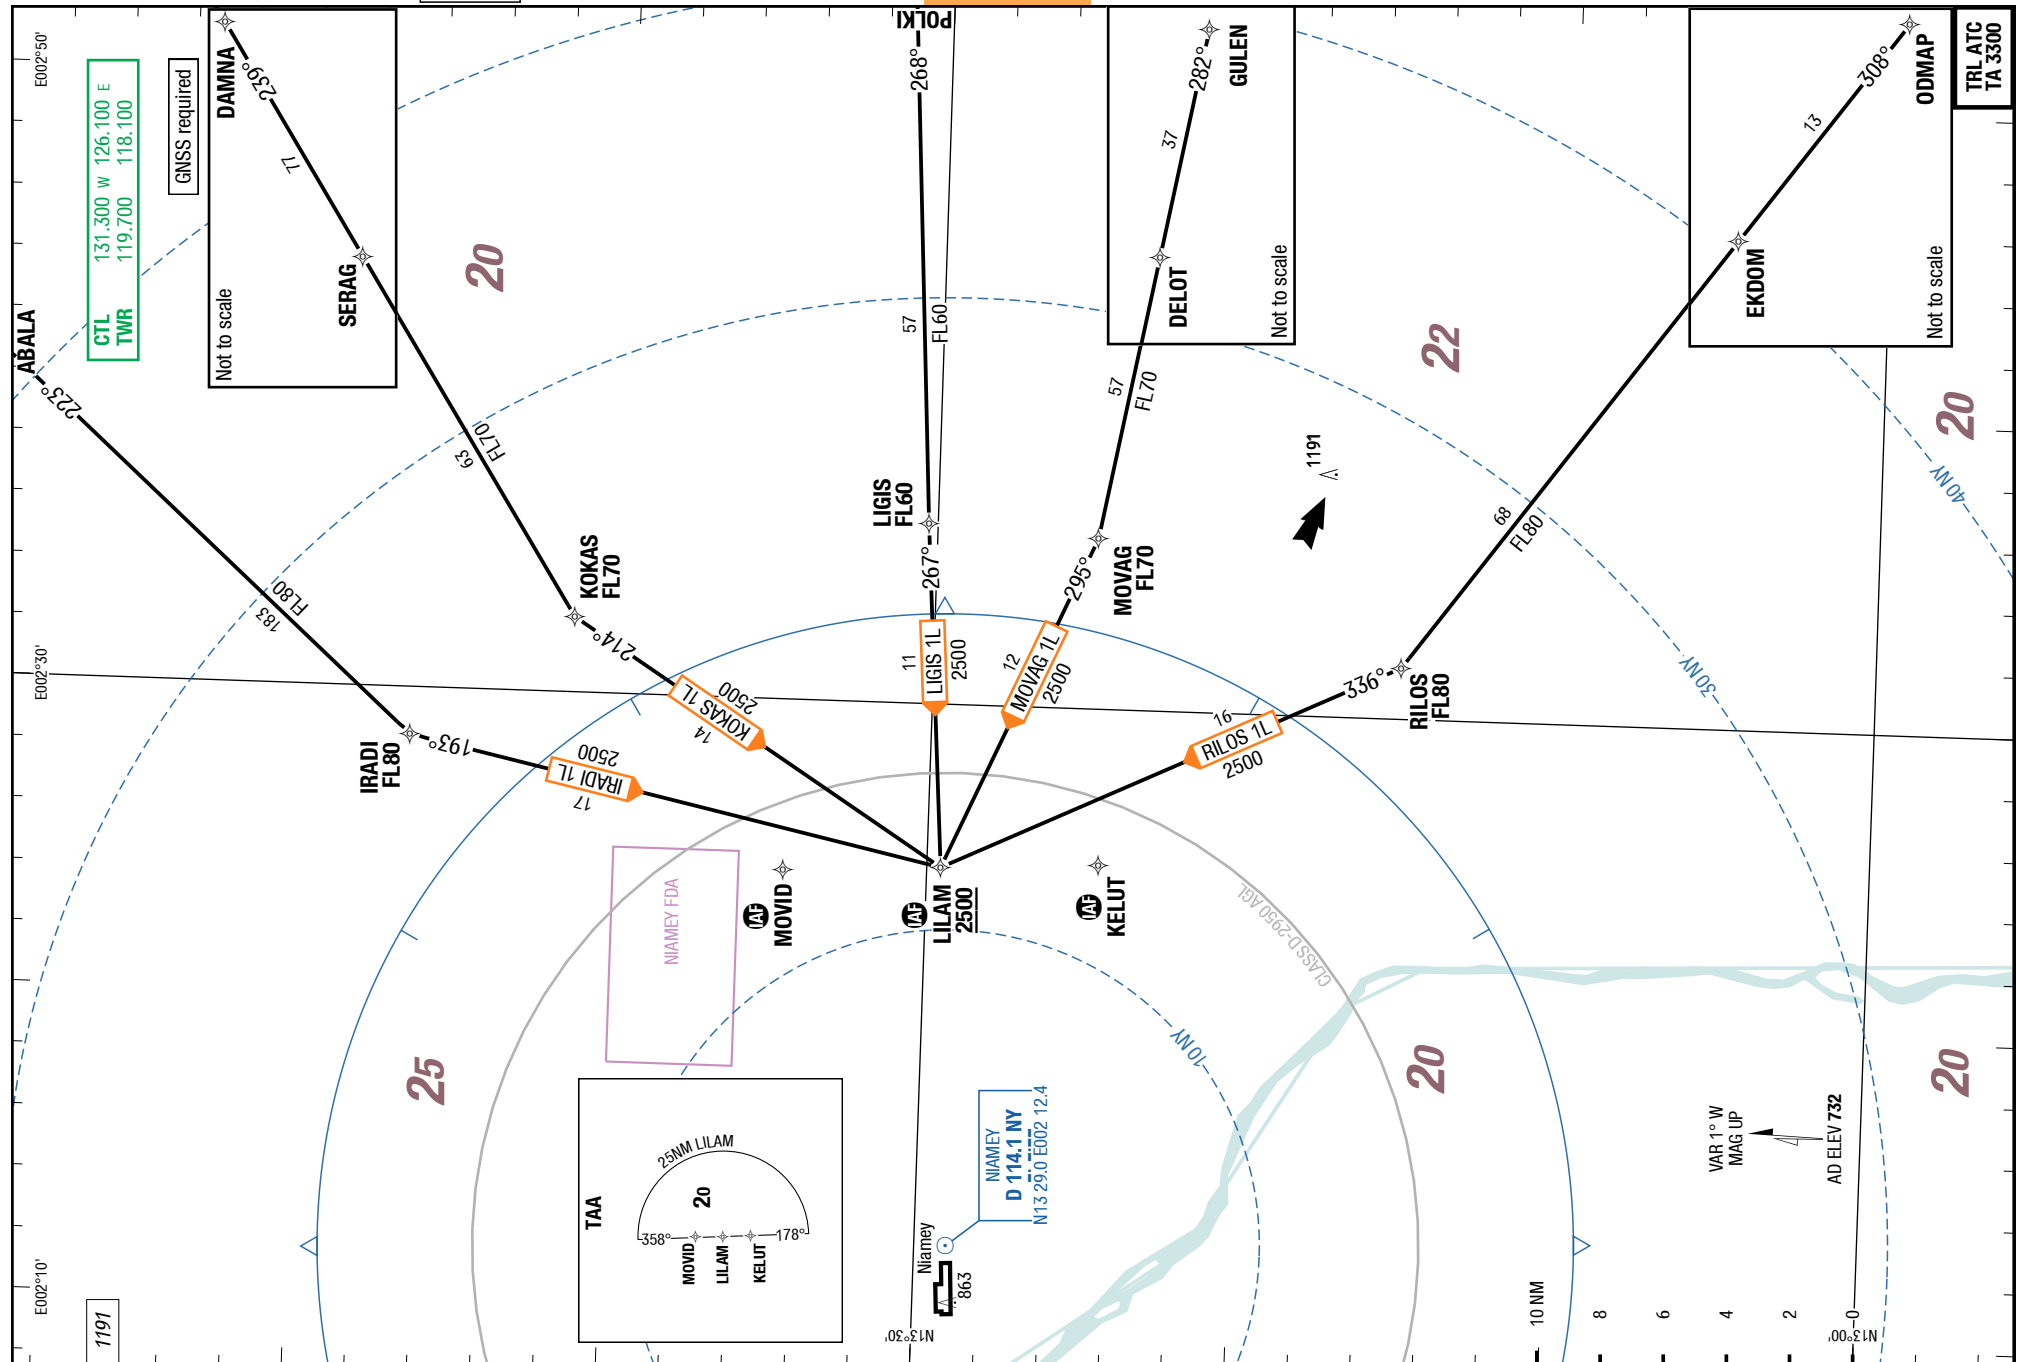 POLKI
E002°50'
CTL 131.300 W 126.100 E
TWR 119.700 118.100
GNSS required
DAMNA
239°
77
SERAG
Not to scale
20
ABALA
223°
183
FL80
63
FL70
268°
57
FL60
GULEN
282°
37
DELOT
Not to scale
57
FL70
22
ODMAP
308°
13
EKDOM
Not to scale
TRL ATC
TA 3300
20
40NY
1191
68
FL80
30NY
LIGIS
FL60
267°
LIGIS 1L
11
2500
KOKAS
FL70
214°
KOKAS 1L
14
2500
MOVAG
FL70
295°
MOVAG 1L
12
2500
RILOS
FL80
336°
RILOS 1L
16
2500
E002°30'
IRADI
FL80
193°
IRADI 1L
17
2500
NIAMEY FDA
IAF
MOVID
IAF
LILAM
2500
IAF
KELUT
CLASS D-2950 AGL
10NY
25
20
20
TAA
25NM LILAM
20
358°
178°
MOVID
LILAM
KELUT
NIAMEY
D 114.1 NY
N13 29.0 E002 12.4
Niamey
863
N13°30'
VAR 1° W
MAG UP
AD ELEV 732
10 NM
8
6
4
2
0
N13°00'
E002°10'
1191